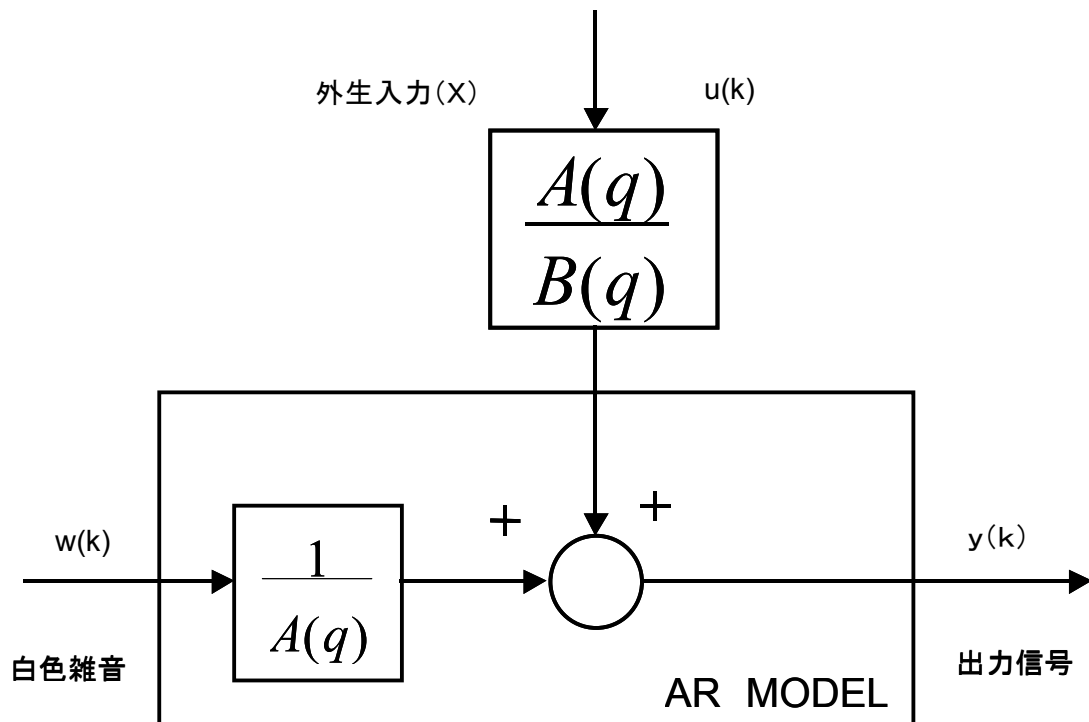 外生入力(X)
u(k)
A(q)
B(q)
+
+
w(k)
1
A(q)
y(k)
白色雑音
出力信号
AR MODEL